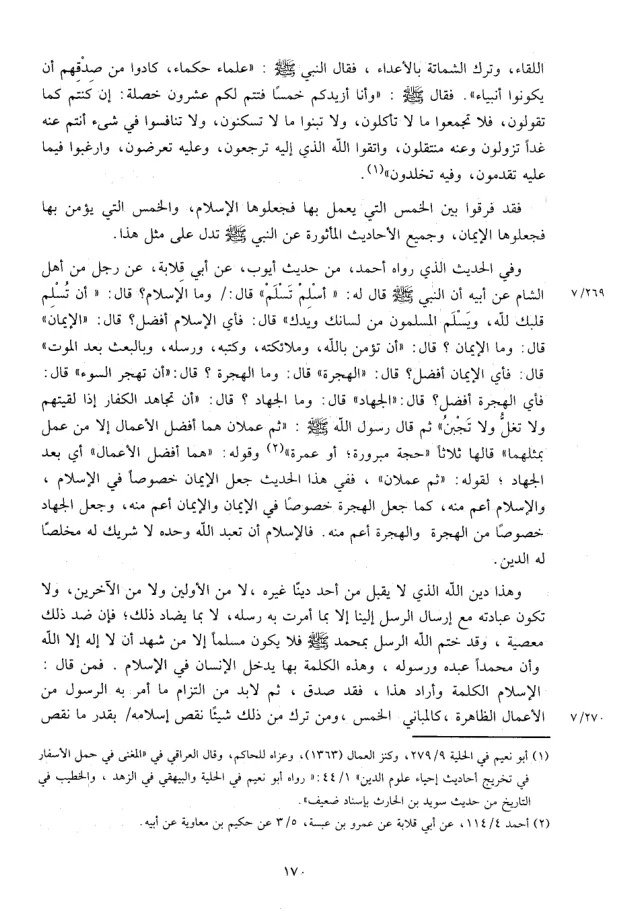 اللقاء، وترك الشماتة بالأعداء ، فقال النبي ﷺ : «علماء حكماء، كادوا من صِدْقِهم أن
يكونوا أنبياء». فقال ﷺ : «وأنا أزيدكم خمسًا فتتم لكم عشرون خصلة: إن كنتم كما
تقولون، فلا تجمعوا ما لا تأكلون، ولا تبنوا ما لا تسكنون، ولا تنافسوا في شىء أنتم عنه
غداً تزولون وعنه منتقلون، واتقوا الله الذي إليه ترجعون، وعليه تعرضون، وارغبوا فيما
عليه تقدمون، وفيه تخلدون»(١).
فقد فرقوا بين الخمس التي يعمل بها فجعلوها الإسلام، والخمس التي يؤمن بها
فجعلوها الإيمان، وجميع الأحاديث المأثورة عن النبي ﷺ تدل على مثل هذا.
وفي الحديث الذي رواه أحمد، من حديث أيوب، عن أبي قلابة، عن رجل من أهل
٧/٢٦٩ الشام عن أبيه أن النبي ﷺ قال له: «أسْلِمْ تَسْلَمْ» قال:/ وما الإسلام؟ قال: « أن تُسْلِم
قلبك لله، ويَسْلَم المسلمون من لسانك ويدك» قال: فأي الإسلام أفضل؟ قال: «الإيمان»
قال: وما الإيمان ؟ قال: «أن تؤمن بالله، وملائكته، وكتبه، ورسله، وبالبعث بعد الموت»
قال: فأي الإيمان أفضل؟ قال: «الهجرة» قال: وما الهجرة ؟ قال:«أن تهجر السوء» قال:
فأي الهجرة أفضل؟ قال:«الجهاد» قال: وما الجهاد ؟ قال: «أن تجاهد الكفار إذا لقيتهم
ولا تغلُّ ولا تَجْبُنْ» ثم قال رسول الله ﷺ : «ثم عملان هما أفضل الأعمال إلا من عمل
بمثلهما» قالها ثلاثاً «حجة مبرورة؛ أو عمرة»(٢) وقوله: «هما أفضل الأعمال» أي بعد
الجهاد ؛ لقوله: «ثم عملان» ، ففي هذا الحديث جعل الإيمان خصوصاً في الإسلام ،
والإسلام أعم منه، كما جعل الهجرة خصوصًا في الإيمان والإيمان أعم منه، وجعل الجهاد
خصوصًا من الهجرة والهجرة أعم منه. فالإسلام أن تعبد الله وحده لا شريك له مخلصًا
له الدين.
وهذا دين الله الذي لا يقبل من أحد دينًا غيره ،لا من الأولين ولا من الآخرين، ولا
تكون عبادته مع إرسال الرسل إلينا إلا بما أمرت به رسله، لا بما يضاد ذلك؛ فإن ضد ذلك
معصية ، وقد ختم الله الرسل بمحمد ﷺ فلا يكون مسلماً إلا من شهد أن لا إله إلا الله
وأن محمداً عبده ورسوله ، وهذه الكلمة بها يدخل الإنسان في الإسلام . فمن قال :
الإسلام الكلمة وأراد هذا ، فقد صدق ، ثم لابد من التزام ما أمر به الرسول من
٧/٢٧٠ الأعمال الظاهرة ،كالمباني الخمس ،ومن ترك من ذلك شيئًا نقص إسلامه/ بقدر ما نقص
(١) أبو نعيم في الحلية ٢٧٩/٩، وكنز العمال (١٣٦٣)، وعزاه للحاكم، وقال العراقي في «المغنى في حمل الأسفار
في تخريج أحاديث إحياء علوم الدين» ٤٤/١:« رواه أبو نعيم في الحلية والبيهقي في الزهد ، والخطيب في
التاريخ من حديث سويد بن الحارث بإسناد ضعيف».
(٢) أحمد ١١٤/٤، عن أبي قلابة عن عمرو بن عبسة، ٣/٥ عن حكيم بن معاوية عن أبيه.
١٧٠